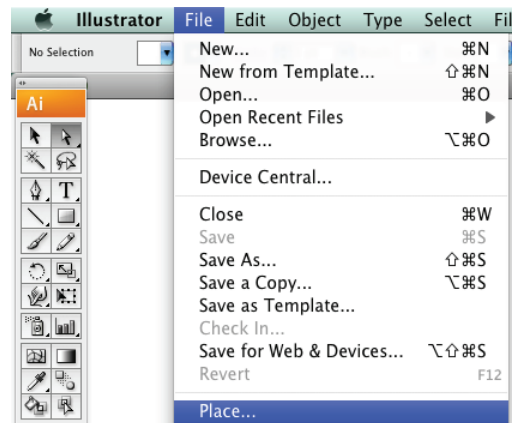 Illustrator File Edit Object Type Select Fil
No Selection
Ai
T
New... ⌘N
New from Template... ⇧⌘N
Open... ⌘O
Open Recent Files ▶
Browse... ⌥⌘O
Device Central...
Close ⌘W
Save ⌘S
Save As... ⇧⌘S
Save a Copy... ⌥⌘S
Save as Template...
Check In...
Save for Web & Devices... ⌥⇧⌘S
Revert F12
Place...